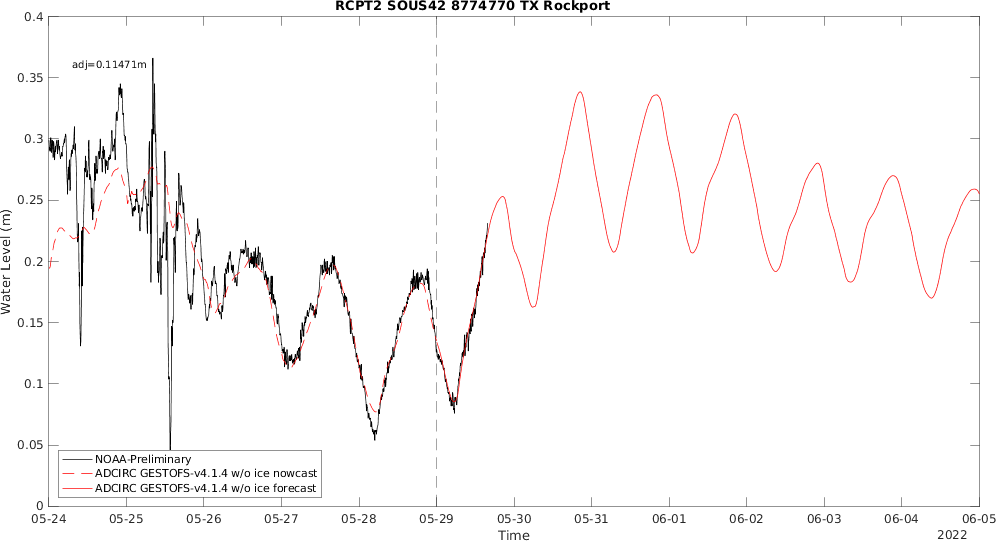 RCPT2 SOUS42 8774770 TX Rockport
0.4
adj=0.11471m
0.35
0.3
0.25
0.2
0.15
0.1
0.05
0
Water Level (m)
NOAA-Preliminary
ADCIRC GESTOFS-v4.1.4 w/o ice nowcast
ADCIRC GESTOFS-v4.1.4 w/o ice forecast
05-24 05-25 05-26 05-27 05-28 05-29 05-30 05-31 06-01 06-02 06-03 06-04 06-05
Time
2022